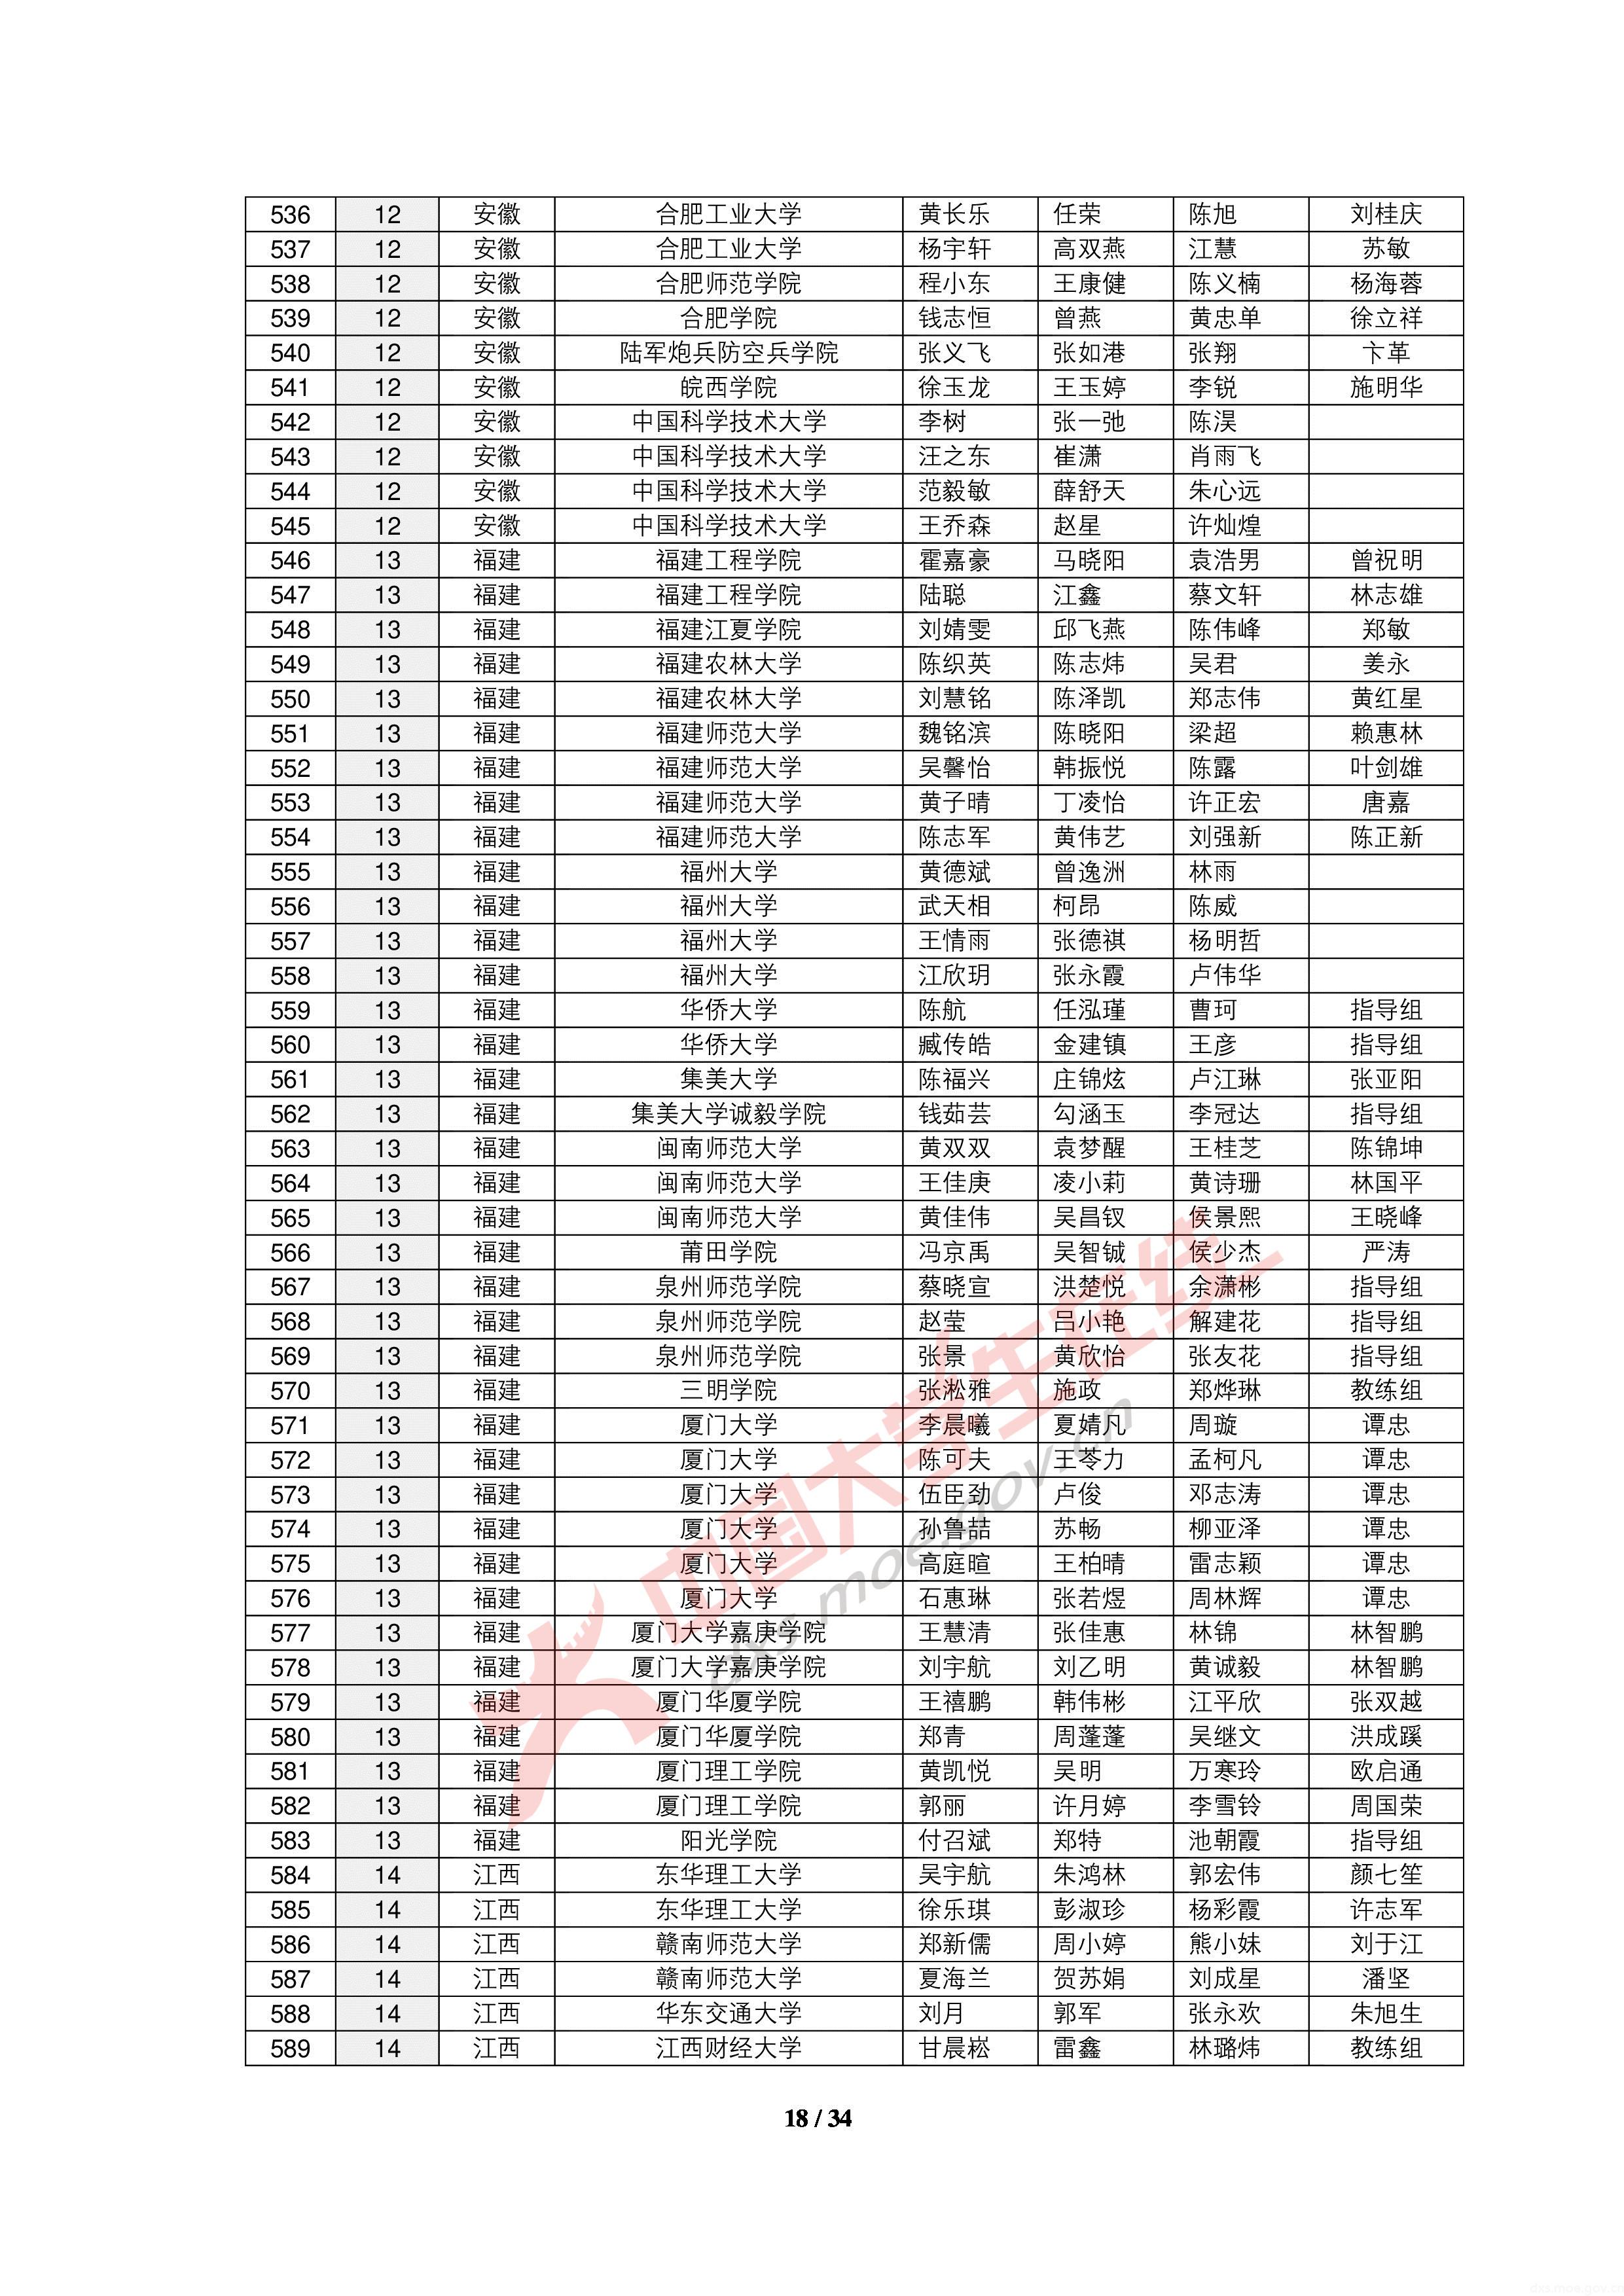 536 12 安徽 合肥工业大学 黄长乐 任荣 陈旭 刘桂庆
537 12 安徽 合肥工业大学 杨宇轩 高双燕 江慧 苏敏
538 12 安徽 合肥师范学院 程小东 王康健 陈义楠 杨海蓉
539 12 安徽 合肥学院 钱志恒 曾燕 黄忠单 徐立祥
540 12 安徽 陆军炮兵防空兵学院 张义飞 张如港 张翔 卞革
541 12 安徽 皖西学院 徐玉龙 王玉婷 李锐 施明华
542 12 安徽 中国科学技术大学 李树 张一弛 陈淏
543 12 安徽 中国科学技术大学 汪之东 崔潇 肖雨飞
544 12 安徽 中国科学技术大学 范毅敏 薛舒天 朱心远
545 12 安徽 中国科学技术大学 王乔森 赵星 许灿煌
546 13 福建 福建工程学院 霍嘉豪 马晓阳 袁浩男 曾祝明
547 13 福建 福建工程学院 陆聪 江鑫 蔡文轩 林志雄
548 13 福建 福建江夏学院 刘婧雯 邱飞燕 陈伟峰 郑敏
549 13 福建 福建农林大学 陈织英 陈志炜 吴君 姜永
550 13 福建 福建农林大学 刘慧铭 陈泽凯 郑志伟 黄红星
551 13 福建 福建师范大学 魏铭滨 陈晓阳 梁超 赖惠林
552 13 福建 福建师范大学 吴馨怡 韩振悦 陈露 叶剑雄
553 13 福建 福建师范大学 黄子晴 丁凌怡 许正宏 唐嘉
554 13 福建 福建师范大学 陈志军 黄伟艺 刘强新 陈正新
555 13 福建 福州大学 黄德斌 曾逸洲 林雨
556 13 福建 福州大学 武天相 柯昂 陈威
557 13 福建 福州大学 王情雨 张德祺 杨明哲
558 13 福建 福州大学 江欣玥 张永霞 卢伟华
559 13 福建 华侨大学 陈航 任泓瑾 曹珂 指导组
560 13 福建 华侨大学 臧传皓 金建镇 王彦 指导组
561 13 福建 集美大学 陈福兴 庄锦炫 卢江琳 张亚阳
562 13 福建 集美大学诚毅学院 钱茹芸 勾涵玉 李冠达 指导组
563 13 福建 闽南师范大学 黄双双 袁梦醒 王桂芝 陈锦坤
564 13 福建 闽南师范大学 王佳庚 凌小莉 黄诗珊 林国平
565 13 福建 闽南师范大学 黄佳伟 吴昌钗 侯景熙 王晓峰
566 13 福建 莆田学院 冯京禹 吴智铖 侯少杰 严涛
567 13 福建 泉州师范学院 蔡晓宣 洪楚悦 余潇彬 指导组
568 13 福建 泉州师范学院 赵莹 吕小艳 解建花 指导组
569 13 福建 泉州师范学院 张景 黄欣怡 张友花 指导组
570 13 福建 三明学院 张淞雅 施政 郑烨琳 教练组
571 13 福建 厦门大学 李晨曦 夏婧凡 周璇 谭忠
572 13 福建 厦门大学 陈可夫 王苓力 孟柯凡 谭忠
573 13 福建 厦门大学 伍臣劲 卢俊 邓志涛 谭忠
574 13 福建 厦门大学 孙鲁喆 苏畅 柳亚泽 谭忠
575 13 福建 厦门大学 高庭暄 王柏晴 雷志颖 谭忠
576 13 福建 厦门大学 石惠琳 张若煜 周林辉 谭忠
577 13 福建 厦门大学嘉庚学院 王慧清 张佳惠 林锦 林智鹏
578 13 福建 厦门大学嘉庚学院 刘宇航 刘乙明 黄诚毅 林智鹏
579 13 福建 厦门华厦学院 王禧鹏 韩伟彬 江平欣 张双越
580 13 福建 厦门华厦学院 郑青 周蓬蓬 吴继文 洪成蹊
581 13 福建 厦门理工学院 黄凯悦 吴明 万寒玲 欧启通
582 13 福建 厦门理工学院 郭丽 许月婷 李雪铃 周国荣
583 13 福建 阳光学院 付召斌 郑特 池朝霞 指导组
584 14 江西 东华理工大学 吴宇航 朱鸿林 郭宏伟 颜七笙
585 14 江西 东华理工大学 徐乐琪 彭淑珍 杨彩霞 许志军
586 14 江西 赣南师范大学 郑新儒 周小婷 熊小妹 刘于江
587 14 江西 赣南师范大学 夏海兰 贺苏娟 刘成星 潘坚
588 14 江西 华东交通大学 刘月 郭军 张永欢 朱旭生
589 14 江西 江西财经大学 甘晨崧 雷鑫 林璐炜 教练组
中国大学生在线
dxs.moe.gov.cn
18 / 34
dxs.moe.gov.cn